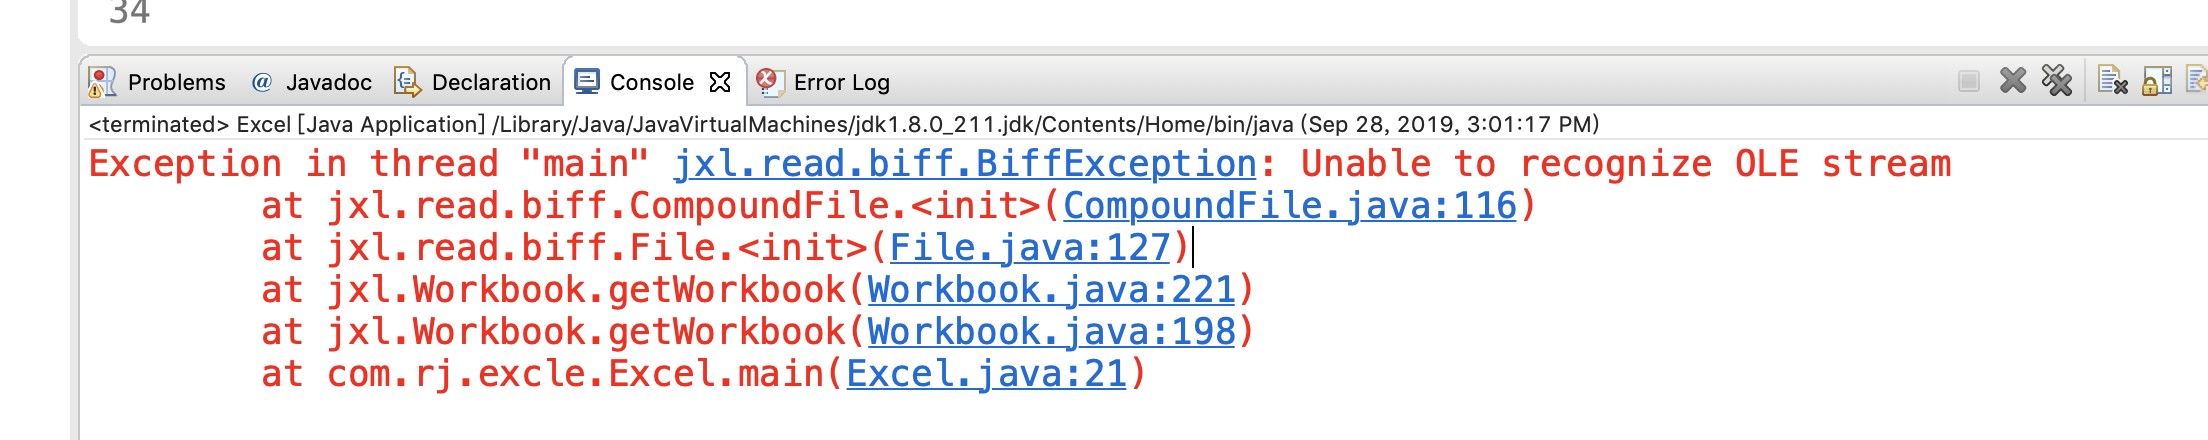 34
Problems @ Javadoc Declaration Console Error Log
<terminated> Excel [Java Application] /Library/Java/JavaVirtualMachines/jdk1.8.0_211.jdk/Contents/Home/bin/java (Sep 28, 2019, 3:01:17 PM)
Exception in thread "main" jxl.read.biff.BiffException: Unable to recognize OLE stream
at jxl.read.biff.CompoundFile.<init>(CompoundFile.java:116)
at jxl.read.biff.File.<init>(File.java:127)
at jxl.Workbook.getWorkbook(Workbook.java:221)
at jxl.Workbook.getWorkbook(Workbook.java:198)
at com.rj.excle.Excel.main(Excel.java:21)